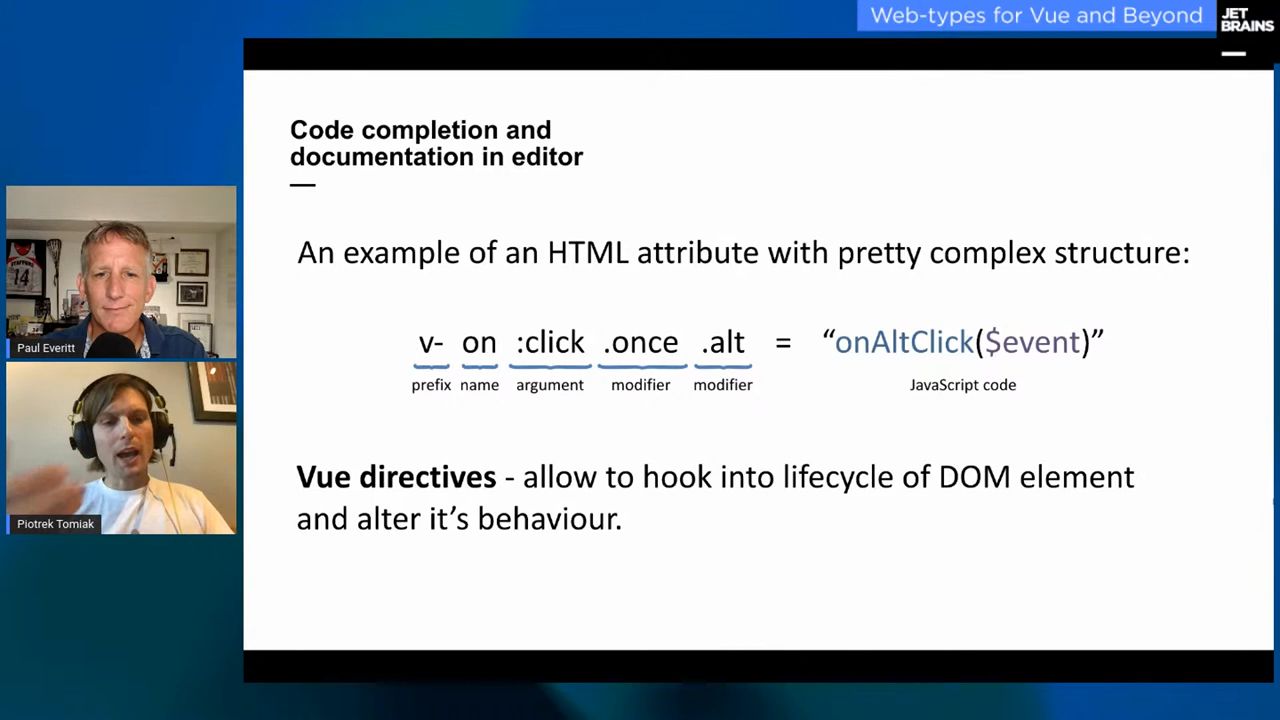 Web-types for Vue and Beyond
JET
BRAINS
Code completion and
documentation in editor
An example of an HTML attribute with pretty complex structure:
v- on :click .once .alt = “onAltClick($event)”
prefix name argument modifier modifier JavaScript code
Vue directives - allow to hook into lifecycle of DOM element
and alter it’s behaviour.
14
Paul Everitt
Piotrek Tomiak